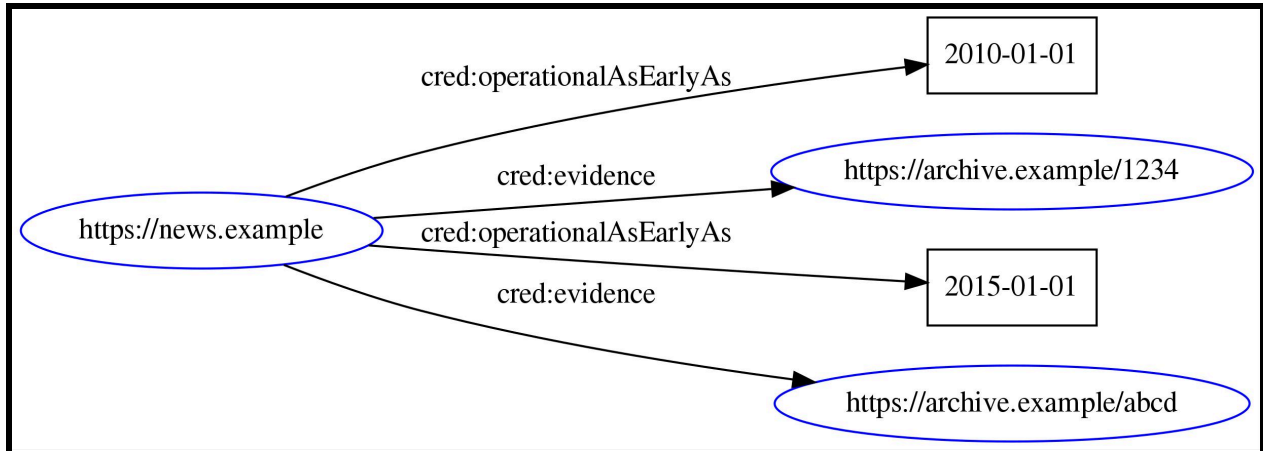 cred:operationalAsEarlyAs
2010-01-01
cred:evidence
https://archive.example/1234
https://news.example
cred:operationalAsEarlyAs
2015-01-01
cred:evidence
https://archive.example/abcd